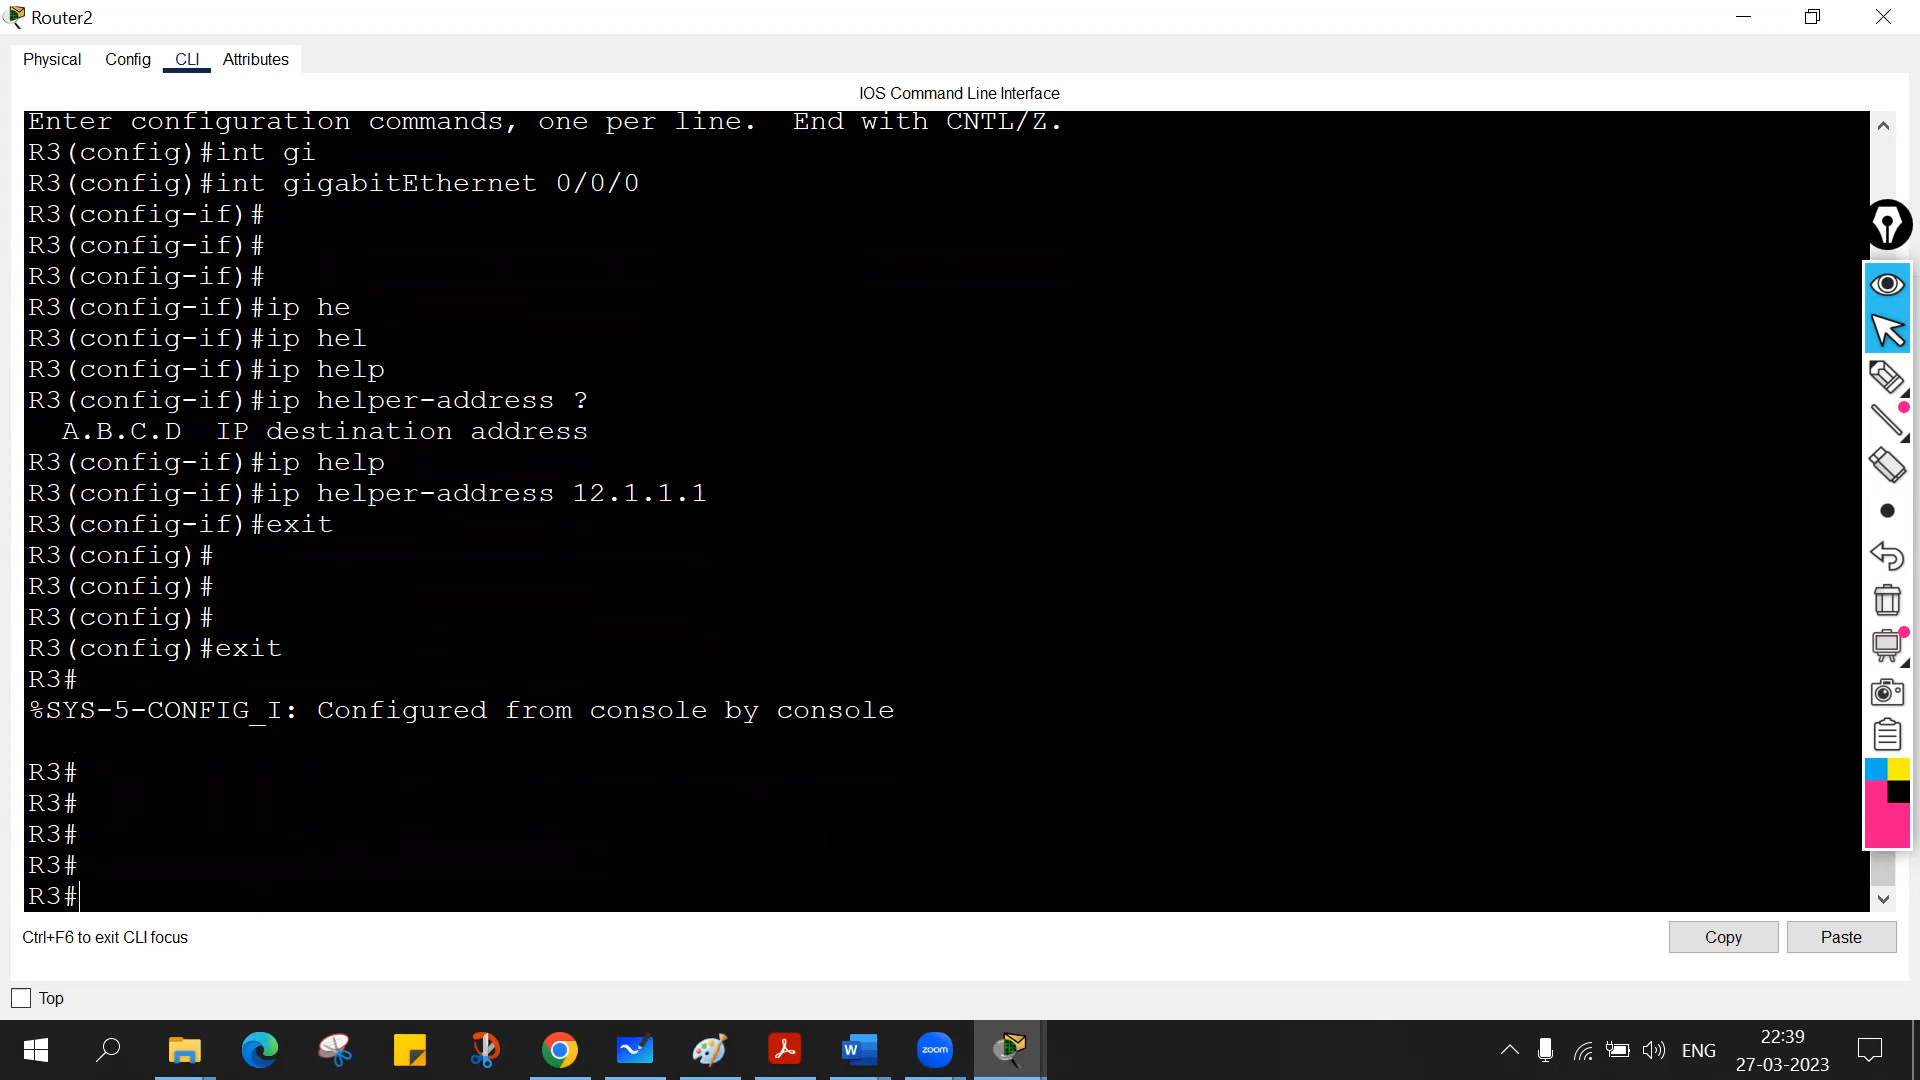 Router2
Physical Config CLI Attributes
IOS Command Line Interface
Enter configuration commands, one per line.  End with CNTL/Z.
R3(config)#int gi
R3(config)#int gigabitEthernet 0/0/0
R3(config-if)#
R3(config-if)#
R3(config-if)#
R3(config-if)#ip he
R3(config-if)#ip hel
R3(config-if)#ip help
R3(config-if)#ip helper-address ?
  A.B.C.D  IP destination address
R3(config-if)#ip help
R3(config-if)#ip helper-address 12.1.1.1
R3(config-if)#exit
R3(config)#
R3(config)#
R3(config)#
R3(config)#exit
R3#
%SYS-5-CONFIG_I: Configured from console by console
R3#
R3#
R3#
R3#
R3#
Ctrl+F6 to exit CLI focus
Copy Paste
Top
W zoom ENG 22:39
27-03-2023